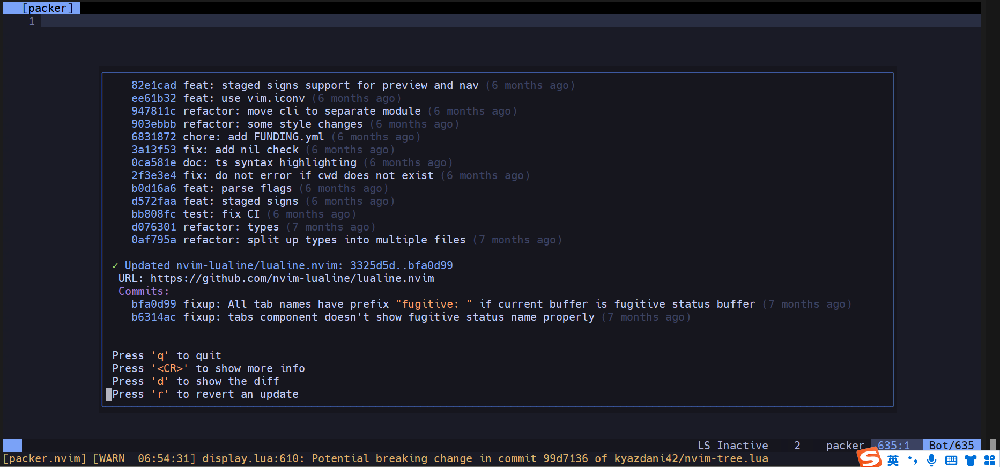 [packer]
1
82e1cad feat: staged signs support for preview and nav (6 months ago)
ee61b32 feat: use vim.iconv (6 months ago)
947811c refactor: move cli to separate module (6 months ago)
903ebbb refactor: some style changes (6 months ago)
6831872 chore: add FUNDING.yml (6 months ago)
3a13f53 fix: add nil check (6 months ago)
0ca581e doc: ts syntax highlighting (6 months ago)
2f3e3e4 fix: do not error if cwd does not exist (6 months ago)
b0d16a6 feat: parse flags (6 months ago)
d572faa feat: staged signs (6 months ago)
bb808fc test: fix CI (6 months ago)
d076301 refactor: types (7 months ago)
0af795a refactor: split up types into multiple files (7 months ago)
✓ Updated nvim-lualine/lualine.nvim: 3325d5d..bfa0d99
URL: https://github.com/nvim-lualine/lualine.nvim
Commits:
bfa0d99 fixup: All tab names have prefix "fugitive: " if current buffer is fugitive status buffer (7 months ago)
b6314ac fixup: tabs component doesn't show fugitive status name properly (7 months ago)
Press 'q' to quit
Press '<CR>' to show more info
Press 'd' to show the diff
Press 'r' to revert an update
LS Inactive 2 packer 635:1 Bot/635
[packer.nvim] [WARN 06:54:31] display.lua:610: Potential breaking change in commit 99d7136 of kyazdani42/nvim-tree.lua
S 英